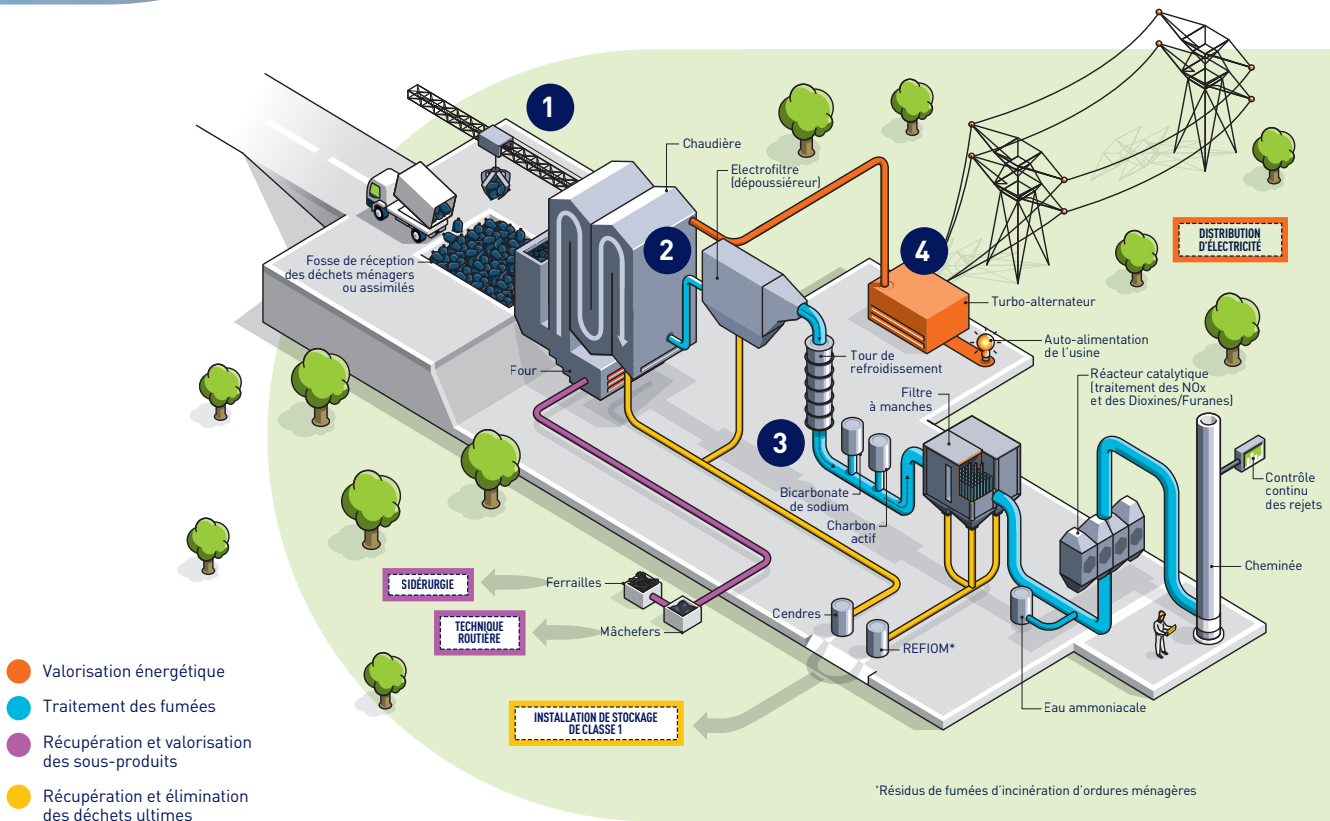 1
Chaudière
Electrofiltre
(dépoussiéreur)
2
4
DISTRIBUTION
D'ÉLECTRICITÉ
Fosse de réception
des déchets ménagers
ou assimilés
Turbo-alternateur
Auto-alimentation
de l'usine
Four
Tour de
refroidissement
Réacteur catalytique
(traitement des NOx
et des Dioxines/Furanes)
Filtre
à manches
3
Bicarbonate
de sodium
Charbon
actif
Contrôle
continu
des rejets
Cheminée
SIDÉRURGIE
Ferrailles
TECHNIQUE
ROUTIÈRE
Mâchefers
Cendres
REFIOM*
Eau ammoniacale
INSTALLATION DE STOCKAGE
DE CLASSE 1
Valorisation énergétique
Traitement des fumées
Récupération et valorisation
des sous-produits
Récupération et élimination
des déchets ultimes
*Résidus de fumées d'incinération d'ordures ménagères